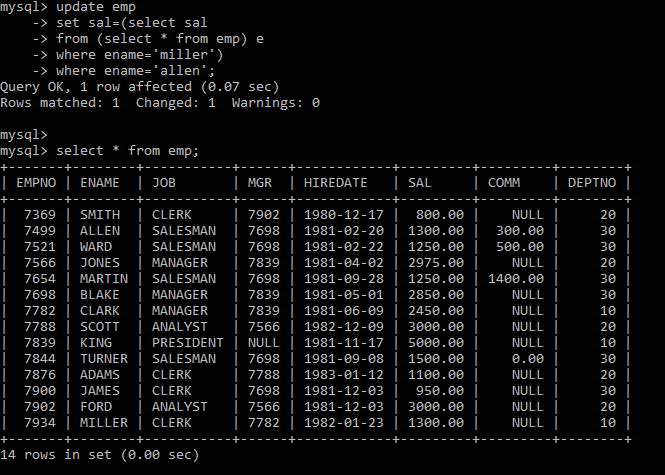 mysql> update emp
    -> set sal=(select sal
    -> from (select * from emp) e
    -> where ename='miller')
    -> where ename='allen';
Query OK, 1 row affected (0.07 sec)
Rows matched: 1  Changed: 1  Warnings: 0

mysql>
mysql> select * from emp;
+-------+--------+-----------+------+------------+---------+---------+--------+
| EMPNO | ENAME  | JOB       | MGR  | HIREDATE   | SAL     | COMM    | DEPTNO |
+-------+--------+-----------+------+------------+---------+---------+--------+
|  7369 | SMITH  | CLERK     | 7902 | 1980-12-17 |  800.00 |    NULL |     20 |
|  7499 | ALLEN  | SALESMAN  | 7698 | 1981-02-20 | 1300.00 |  300.00 |     30 |
|  7521 | WARD   | SALESMAN  | 7698 | 1981-02-22 | 1250.00 |  500.00 |     30 |
|  7566 | JONES  | MANAGER   | 7839 | 1981-04-02 | 2975.00 |    NULL |     20 |
|  7654 | MARTIN | SALESMAN  | 7698 | 1981-09-28 | 1250.00 | 1400.00 |     30 |
|  7698 | BLAKE  | MANAGER   | 7839 | 1981-05-01 | 2850.00 |    NULL |     30 |
|  7782 | CLARK  | MANAGER   | 7839 | 1981-06-09 | 2450.00 |    NULL |     10 |
|  7788 | SCOTT  | ANALYST   | 7566 | 1982-12-09 | 3000.00 |    NULL |     20 |
|  7839 | KING   | PRESIDENT | NULL | 1981-11-17 | 5000.00 |    NULL |     10 |
|  7844 | TURNER | SALESMAN  | 7698 | 1981-09-08 | 1500.00 |    0.00 |     30 |
|  7876 | ADAMS  | CLERK     | 7788 | 1983-01-12 | 1100.00 |    NULL |     20 |
|  7900 | JAMES  | CLERK     | 7698 | 1981-12-03 |  950.00 |    NULL |     30 |
|  7902 | FORD   | ANALYST   | 7566 | 1981-12-03 | 3000.00 |    NULL |     20 |
|  7934 | MILLER | CLERK     | 7782 | 1982-01-23 | 1300.00 |    NULL |     10 |
+-------+--------+-----------+------+------------+---------+---------+--------+
14 rows in set (0.00 sec)